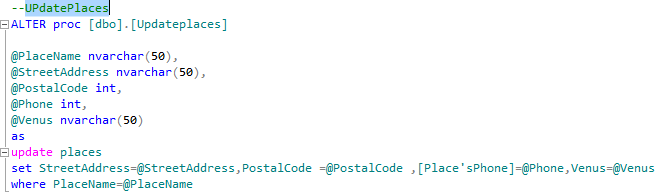 --UPdatePlaces
ALTER proc [dbo].[Updateplaces]
@PlaceName nvarchar(50),
@StreetAddress nvarchar(50),
@PostalCode int,
@Phone int,
@Venus nvarchar(50)
as
update places
set StreetAddress=@StreetAddress,PostalCode =@PostalCode ,[Place'sPhone]=@Phone,Venus=@Venus
where PlaceName=@PlaceName